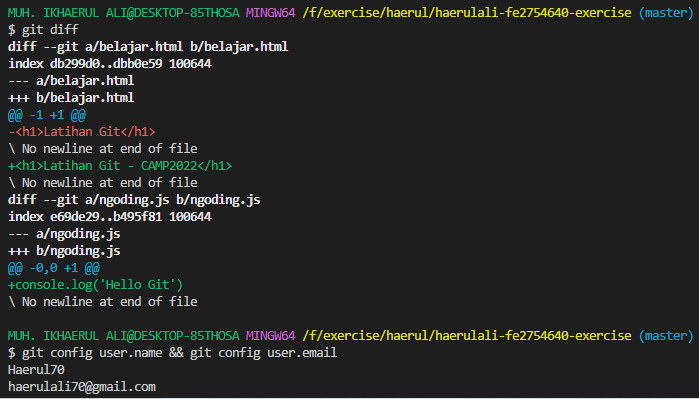 MUH. IKHAERUL ALI@DESKTOP-85THOSA MINGW64 /f/exercise/haerul/haerulali-fe2754640-exercise (master)
$ git diff
diff --git a/belajar.html b/belajar.html
index db299d0..dbb0e59 100644
--- a/belajar.html
+++ b/belajar.html
@@ -1 +1 @@
-<h1>Latihan Git</h1>
\ No newline at end of file
+<h1>Latihan Git - CAMP2022</h1>
\ No newline at end of file
diff --git a/ngoding.js b/ngoding.js
index e69de29..b495f81 100644
--- a/ngoding.js
+++ b/ngoding.js
@@ -0,0 +1 @@
+console.log('Hello Git')
\ No newline at end of file
MUH. IKHAERUL ALI@DESKTOP-85THOSA MINGW64 /f/exercise/haerul/haerulali-fe2754640-exercise (master)
$ git config user.name && git config user.email
Haerul70
haerulali70@gmail.com